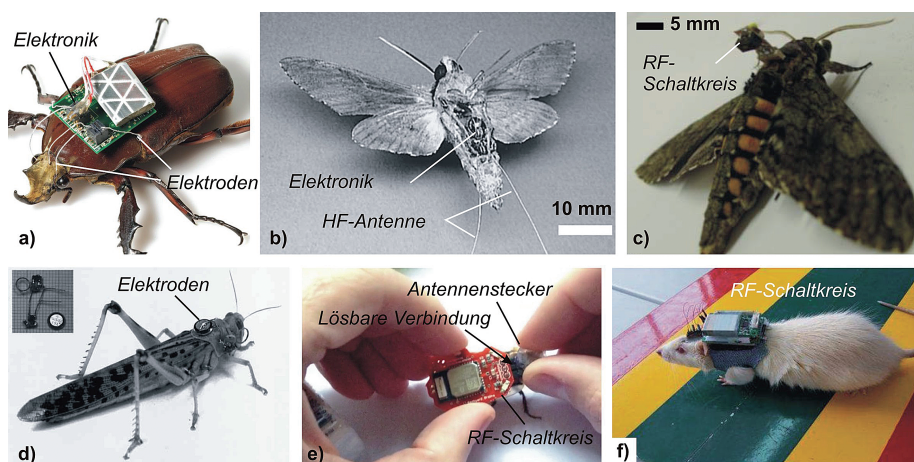 Elektronik
Elektroden
a)
Elektronik
HF-Antenne
10 mm
b)
5 mm
RF-
Schaltkreis
c)
Elektroden
d)
Antennenstecker
Lösbare Verbindung
RF-Schaltkreis
e)
RF-Schaltkreis
f)